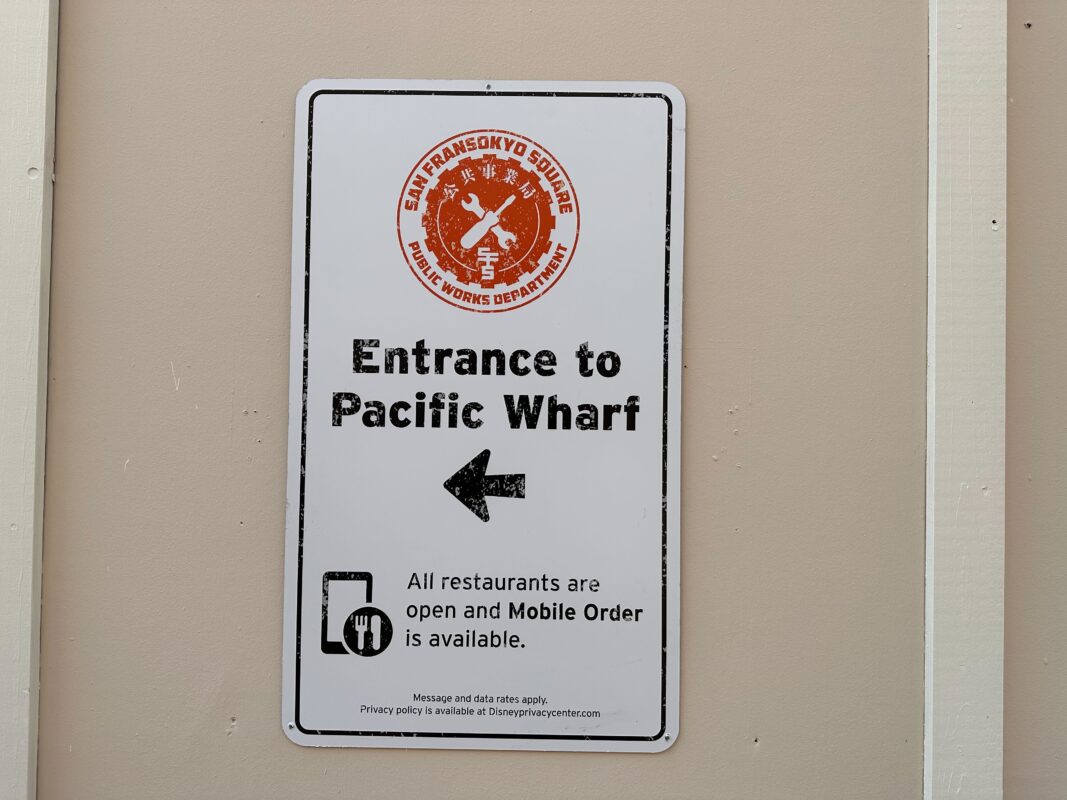 SAN FRANSOKYO SQUARE
公共事業局
SFS
PUBLIC WORKS DEPARTMENT
Entrance to
Pacific Wharf
All restaurants are
open and Mobile Order
is available.
Message and data rates apply.
Privacy policy is available at Disneyprivacycenter.com